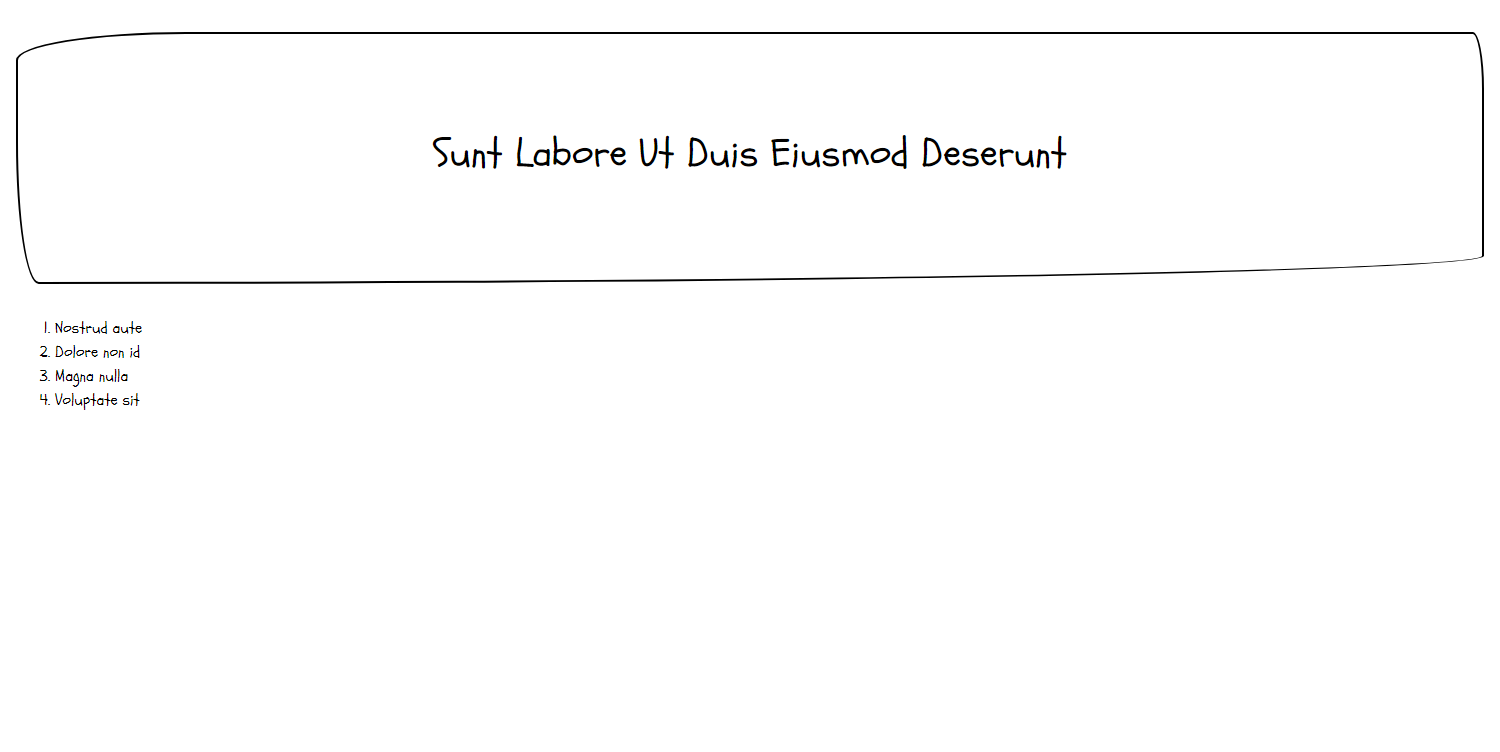 Sunt Labore Ut Duis Eiusmod Deserunt
1. Nostrud aute
2. Dolore non id
3. Magna nulla
4. Voluptate sit